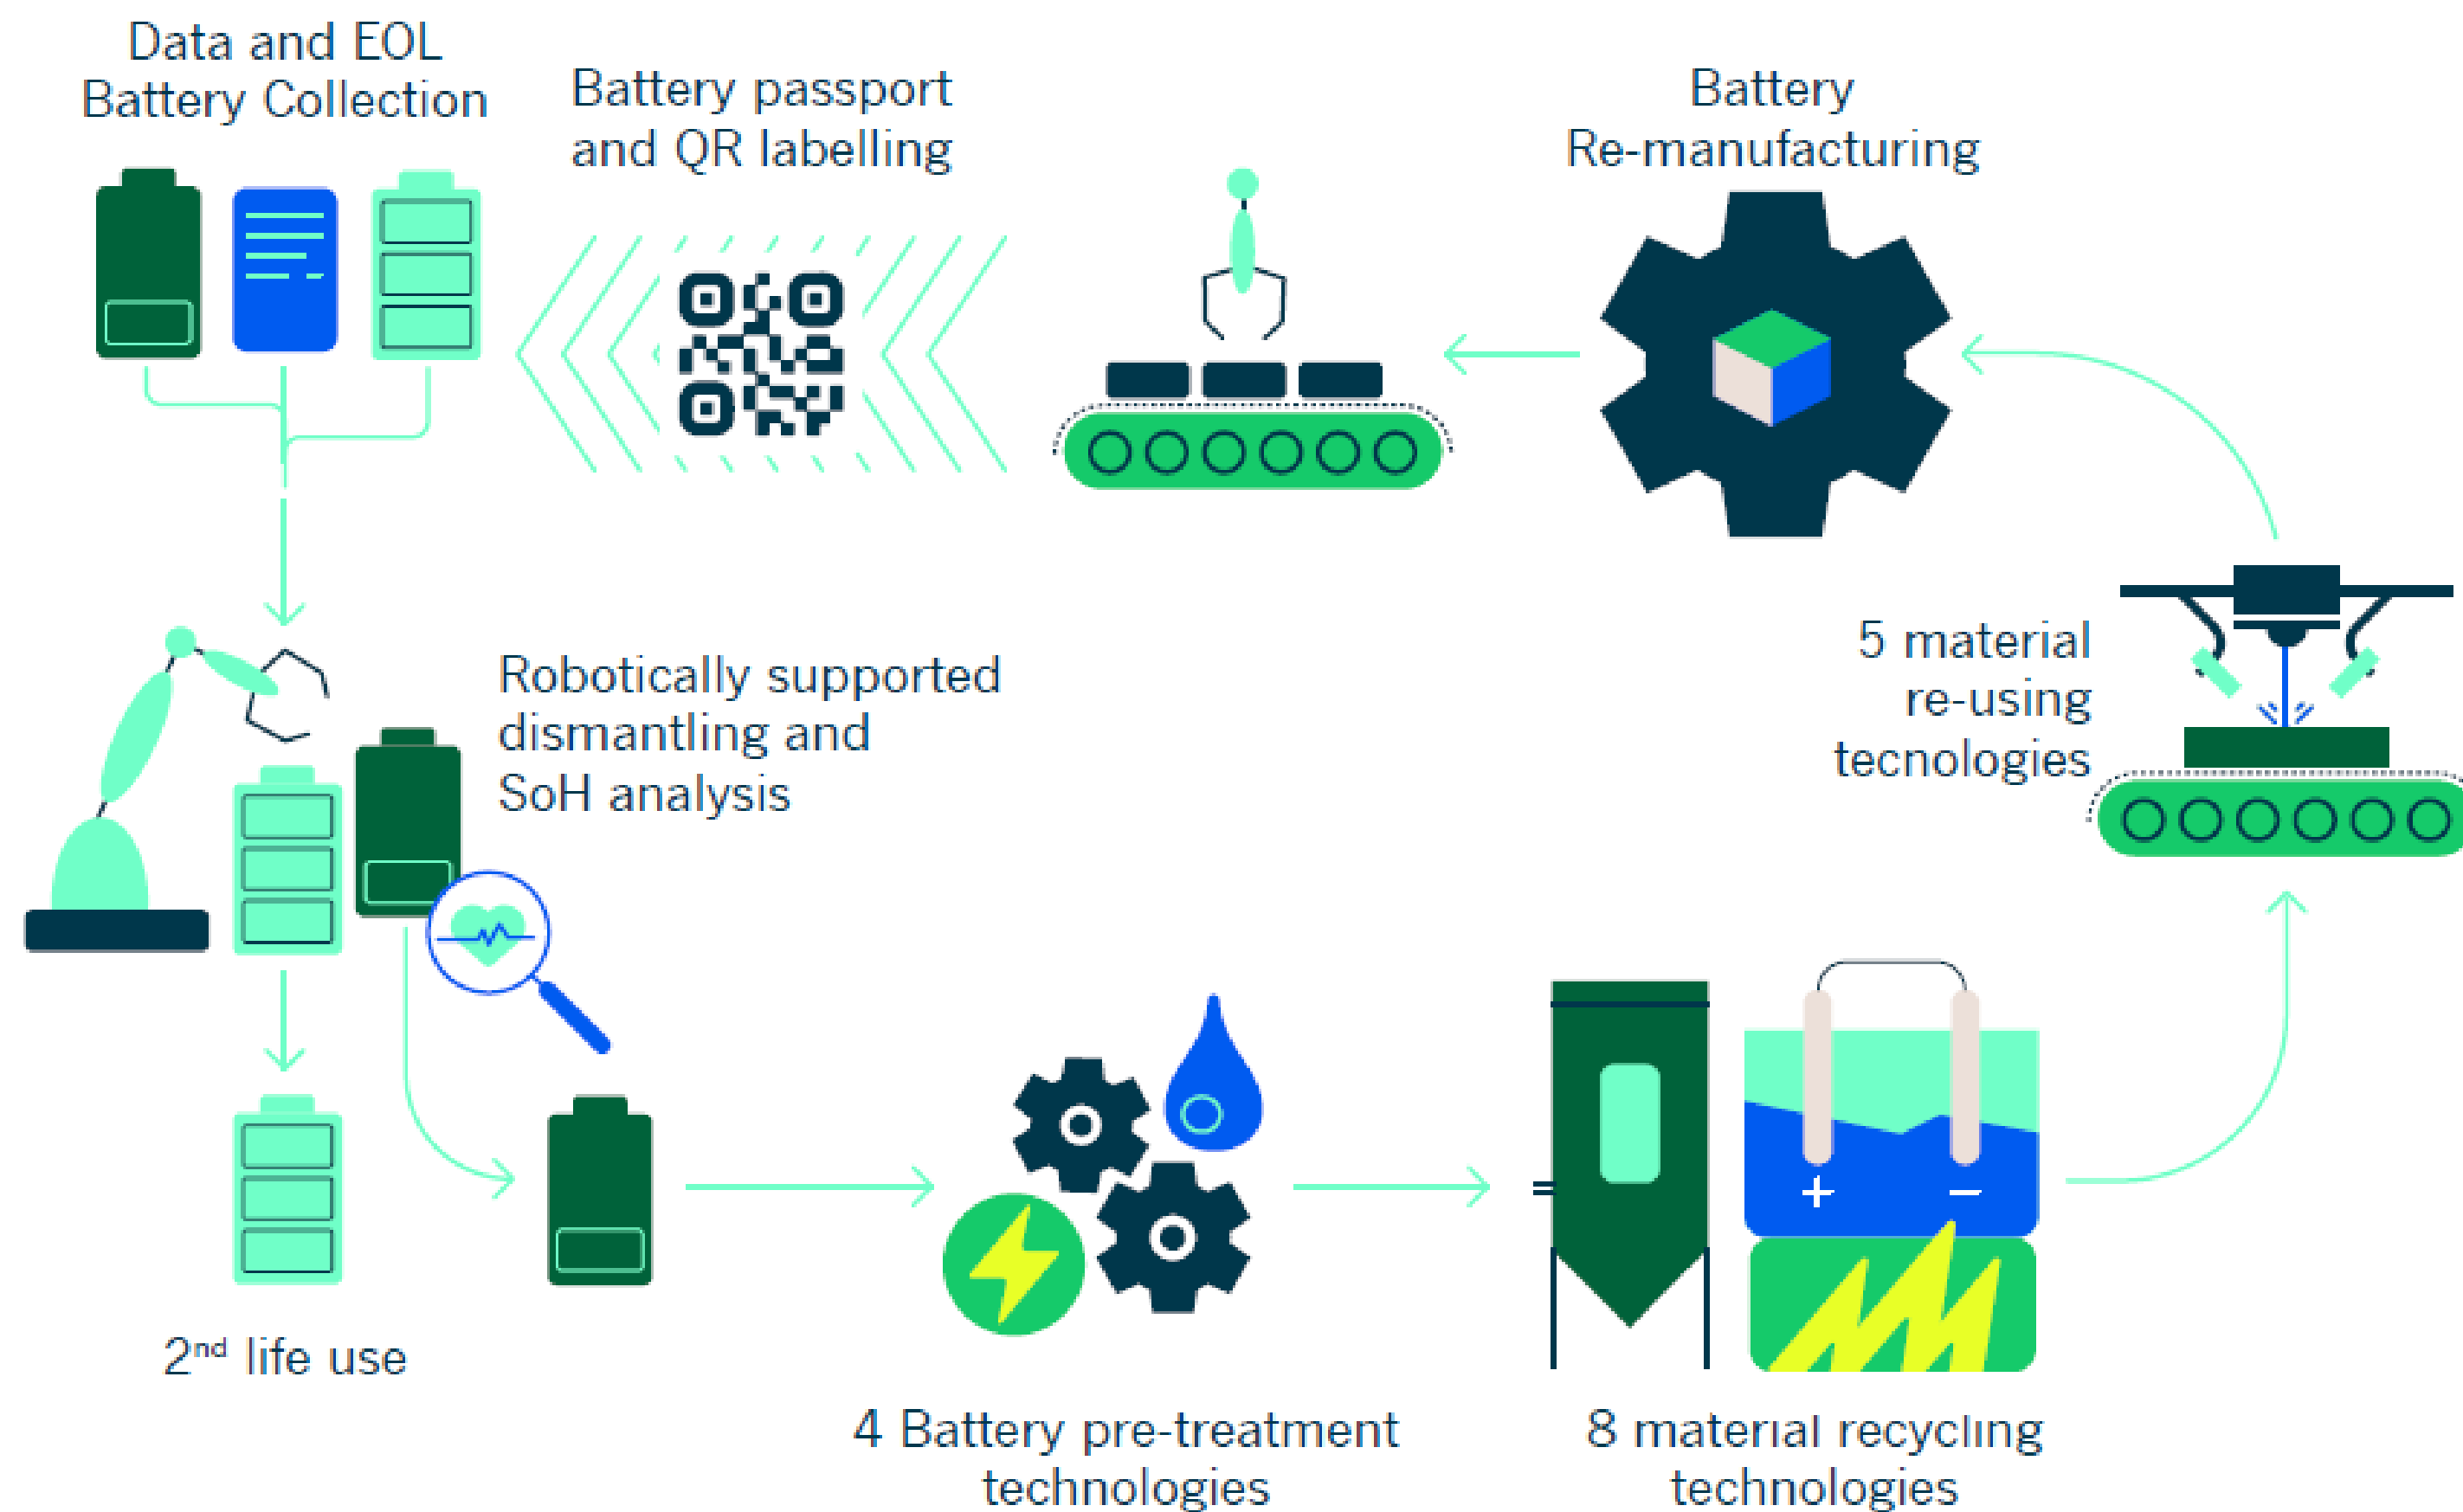 Data and EOL
Battery Collection
Battery passport
and QR labelling
Battery
Re-manufacturing
Robotically supported
dismantling and
SoH analysis
5 material
re-using
tecnologies
2nd life use
4 Battery pre-treatment
technologies
8 material recycling
technologies
+ −